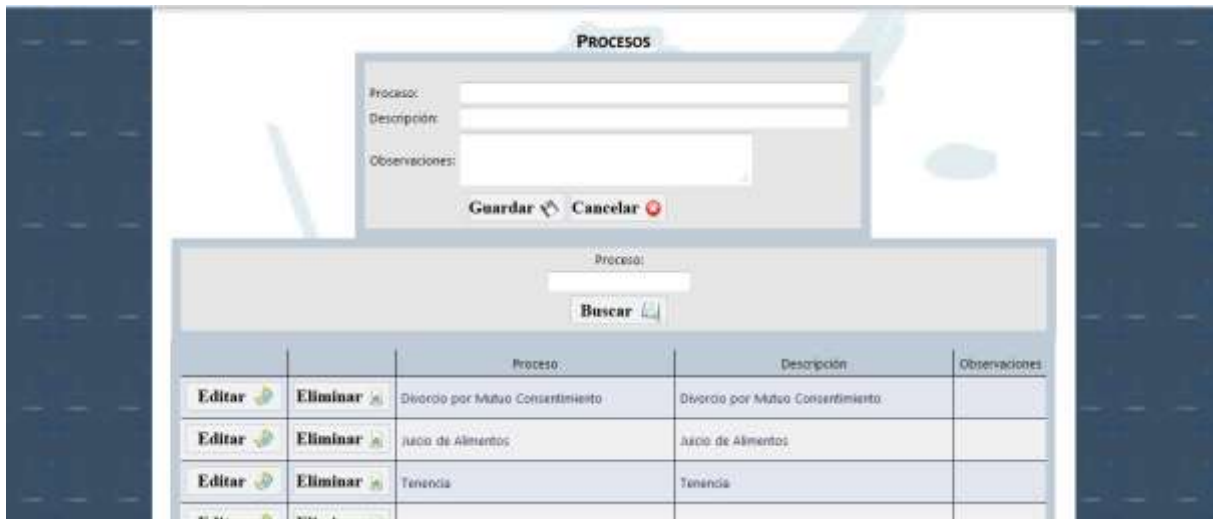 PROCESOS
Proceso:
Descripción:
Observaciones:
Guardar Cancelar
Proceso:
Buscar
Proceso Descripción Observaciones
Editar Eliminar Divorcio por Mutuo Consentimiento Divorcio por Mutuo Consentimiento
Editar Eliminar Juicio de Alimentos Juicio de Alimentos
Editar Eliminar Tenencia Tenencia